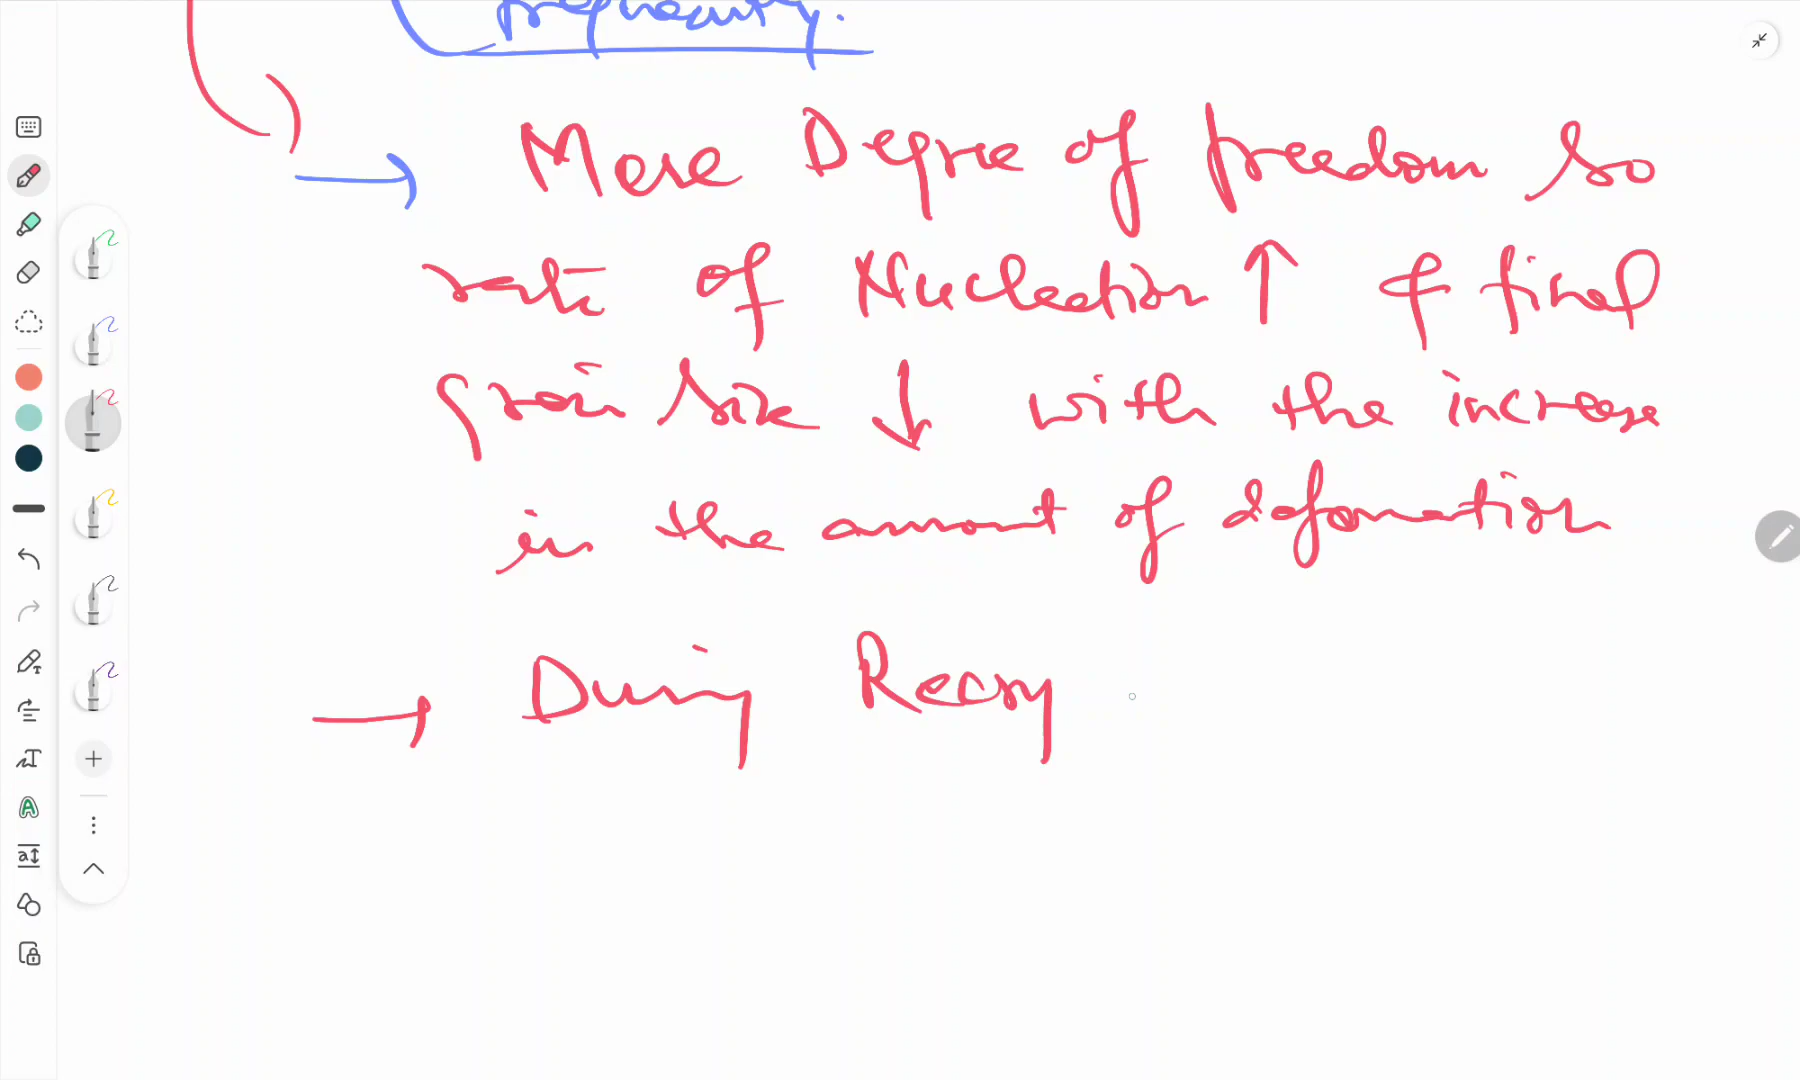 frequently.
More Degree of freedom so
rate of Nucleation ↑ & final
grain size ↓ with the increase
in the amount of deformation
→ During Recry